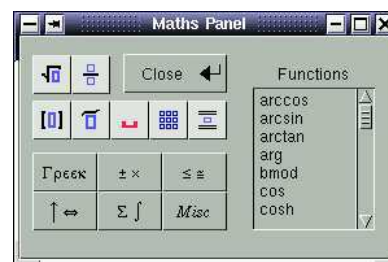 Maths Panel
Close
Functions
arccos
arcsin
arctan
arg
bmod
cos
cosh
Γρεεκ
± ×
≤ ≅
↑ ⇔
Σ ∫
Misc